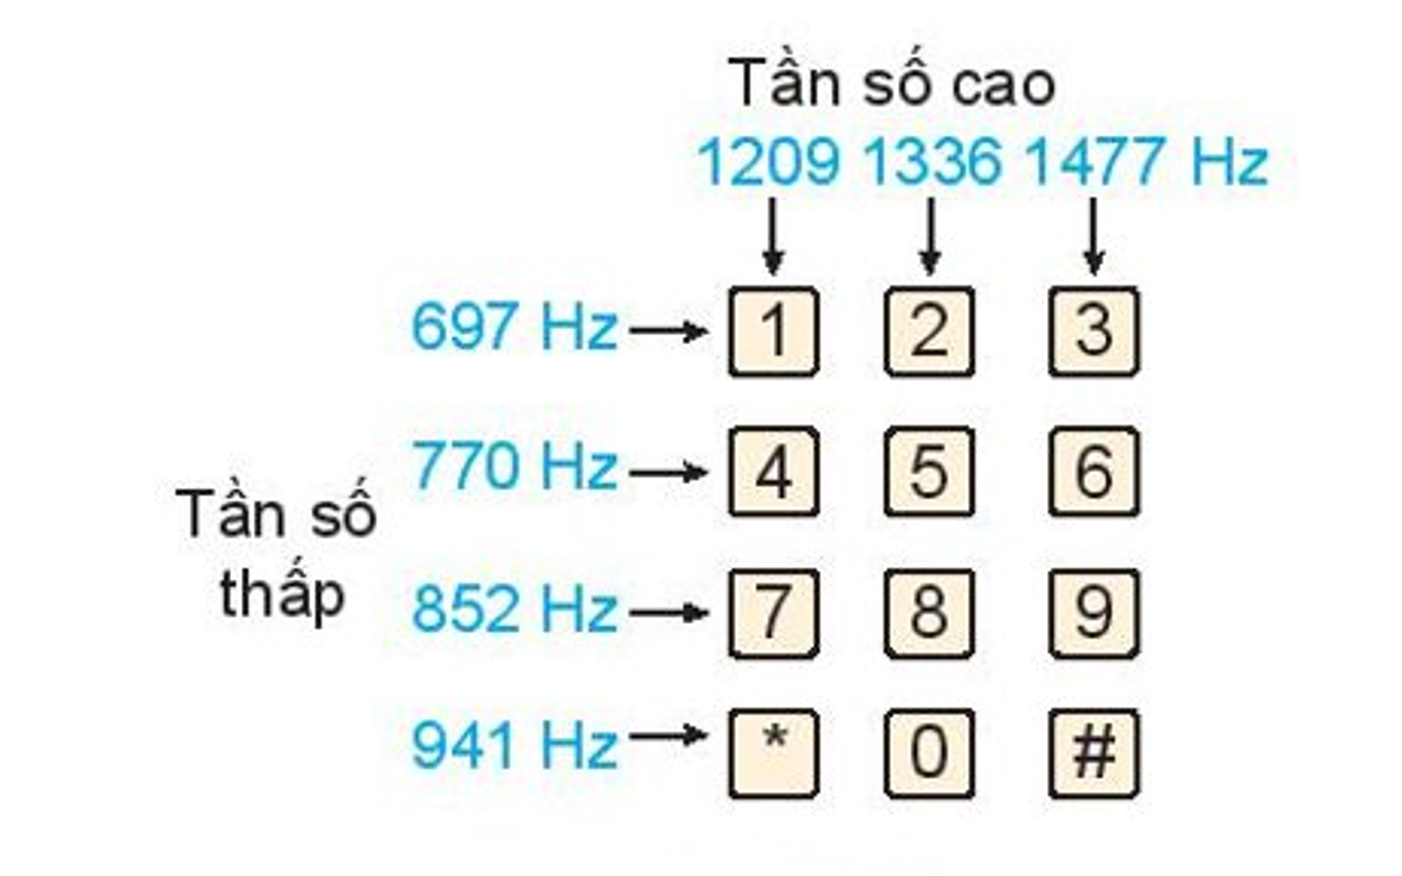 Tần số cao
1209 1336 1477 Hz
697 Hz 1 2 3
770 Hz 4 5 6
Tần số
thấp
852 Hz 7 8 9
941 Hz * 0 #